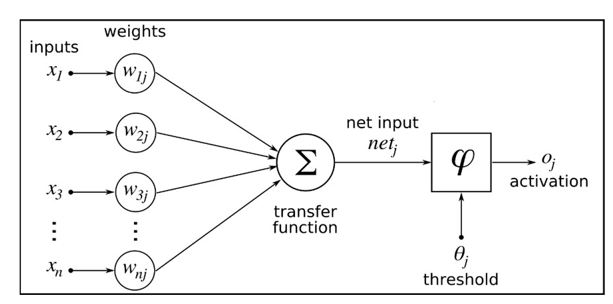 weights
inputs
x1
w1j
x2
w2j
x3
w3j
⋮
⋮
xn
wnj
Σ
transfer
function
net input
netj
φ
oj
activation
θj
threshold